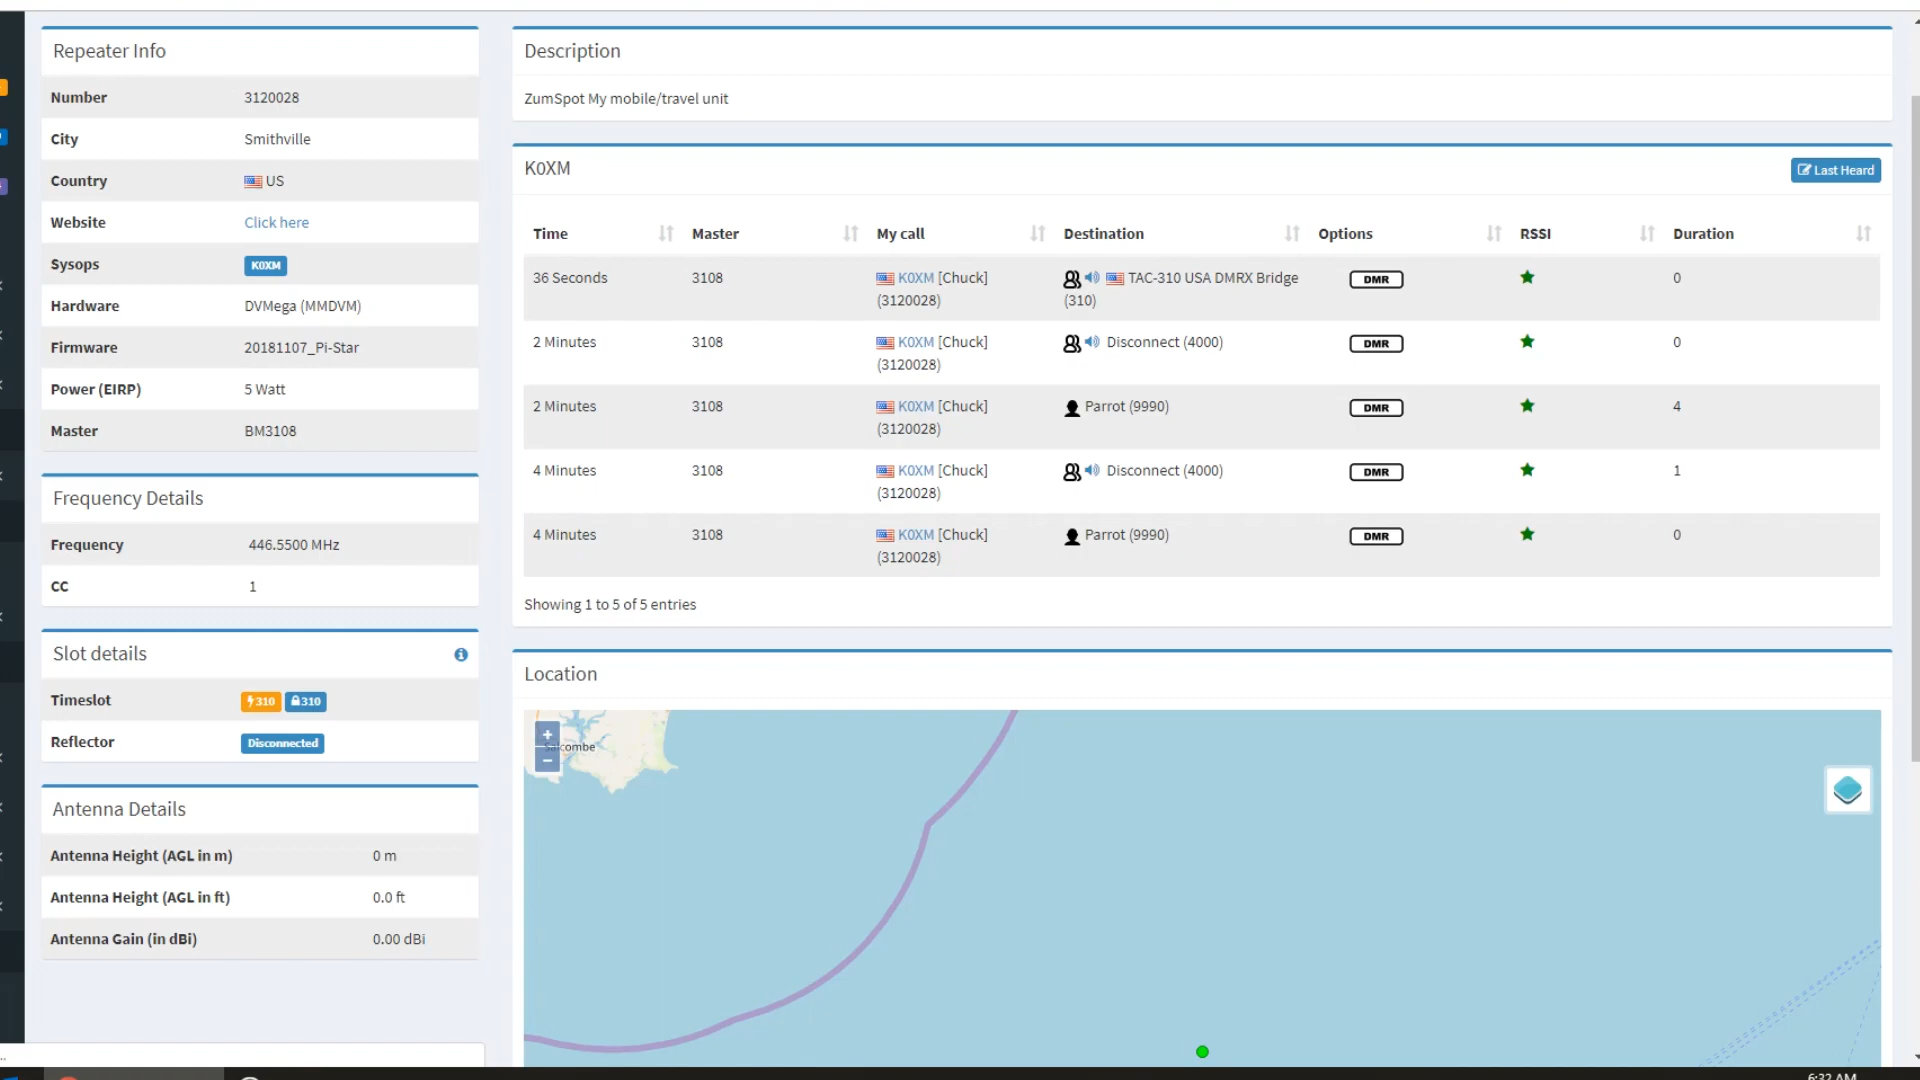 Repeater Info
Number 3120028
City Smithville
Country US
Website Click here
Sysops K0XM
Hardware DVMega (MMDVM)
Firmware 20181107_Pi-Star
Power (EIRP) 5 Watt
Master BM3108
Frequency Details
Frequency 446.5500 MHz
CC 1
Slot details
Timeslot 310 310
Reflector Disconnected
Antenna Details
Antenna Height (AGL in m) 0 m
Antenna Height (AGL in ft) 0.0 ft
Antenna Gain (in dBi) 0.00 dBi
Description
ZumSpot My mobile/travel unit
K0XM Last Heard
Time Master My call Destination Options RSSI Duration
36 Seconds 3108 K0XM [Chuck] TAC-310 USA DMRX Bridge DMR 0
(3120028) (310)
2 Minutes 3108 K0XM [Chuck] Disconnect (4000) DMR 0
(3120028)
2 Minutes 3108 K0XM [Chuck] Parrot (9990) DMR 4
(3120028)
4 Minutes 3108 K0XM [Chuck] Disconnect (4000) DMR 1
(3120028)
4 Minutes 3108 K0XM [Chuck] Parrot (9990) DMR 0
(3120028)
Showing 1 to 5 of 5 entries
Location
+
Salcombe
−
6:32 AM